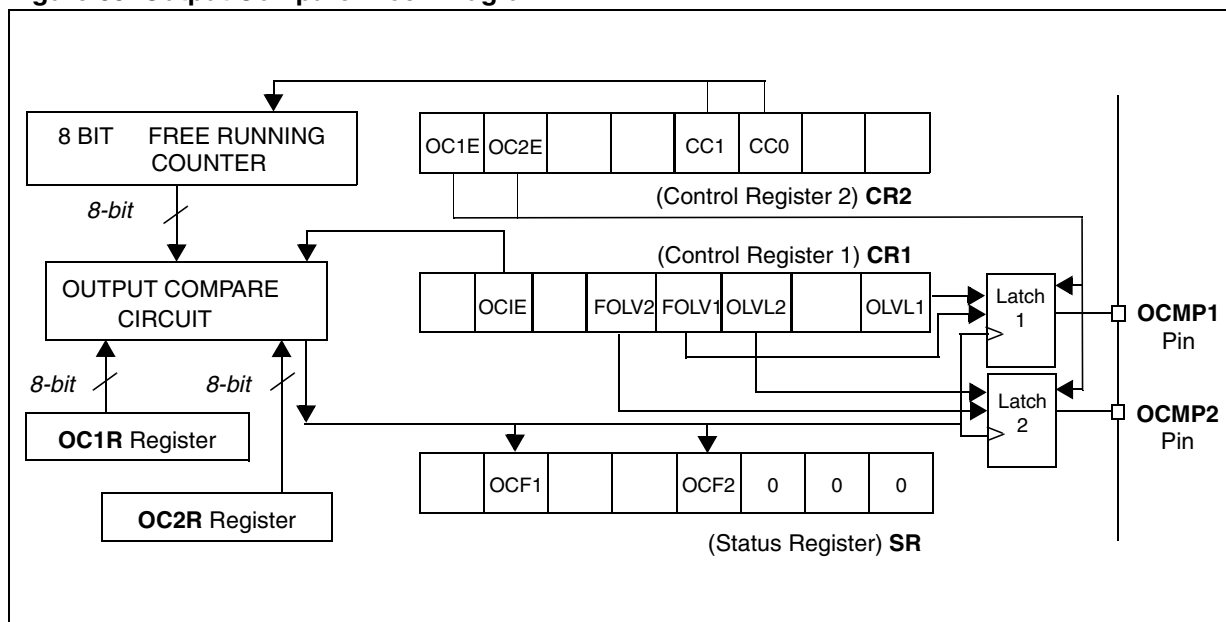 8 BIT FREE RUNNING
COUNTER
8-bit
OC1E OC2E CC1 CC0
(Control Register 2) CR2
(Control Register 1) CR1
OUTPUT COMPARE
CIRCUIT
OCIE FOLV2 FOLV1 OLVL2 OLVL1
Latch
1
OCMP1
Pin
8-bit
8-bit
Latch
2
OCMP2
Pin
OC1R Register
OCF1 OCF2 0 0 0
OC2R Register
(Status Register) SR